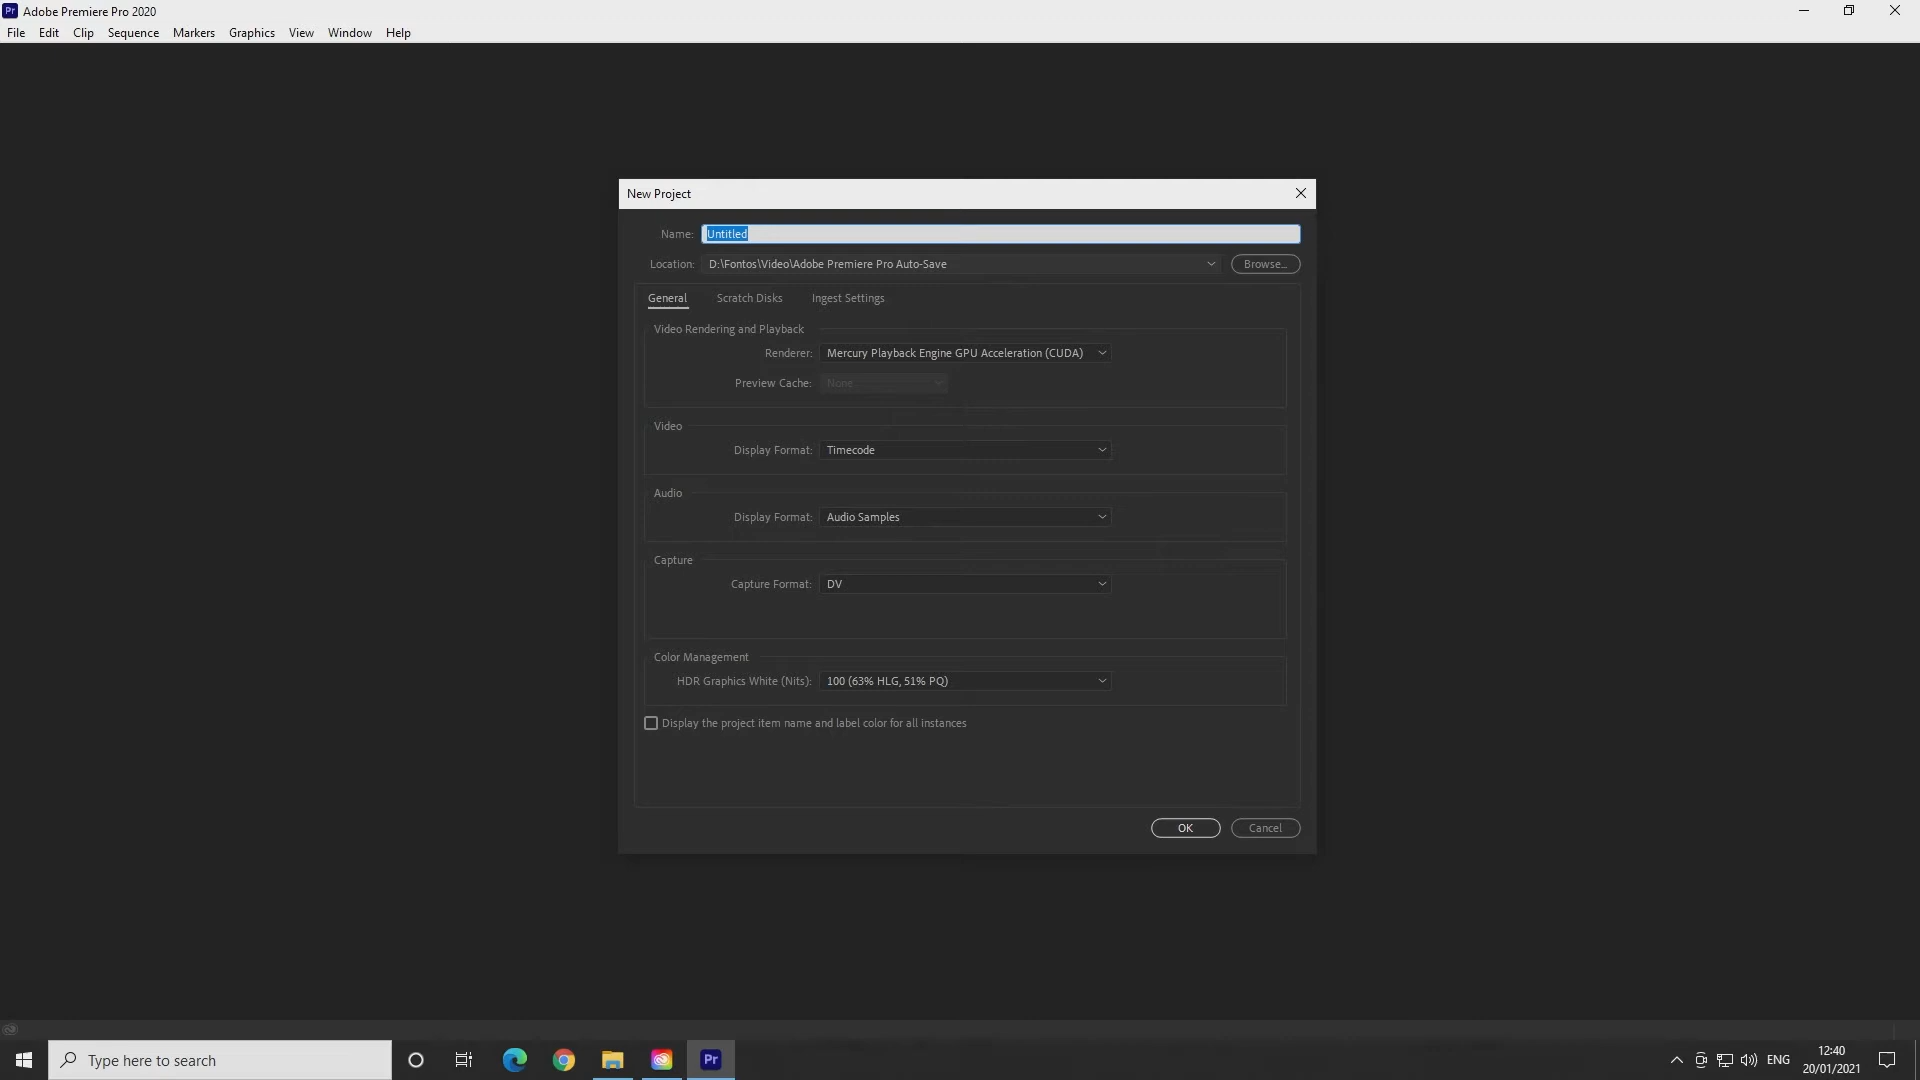 Pr Adobe Premiere Pro 2020
File Edit Clip Sequence Markers Graphics View Window Help
New Project
Name: Untitled
Location: D:\Fontos\Video\Adobe Premiere Pro Auto-Save Browse...
General Scratch Disks Ingest Settings
Video Rendering and Playback
Renderer: Mercury Playback Engine GPU Acceleration (CUDA)
Preview Cache: None
Video
Display Format: Timecode
Audio
Display Format: Audio Samples
Capture
Capture Format: DV
Color Management
HDR Graphics White (Nits): 100 (63% HLG, 51% PQ)
Display the project item name and label color for all instances
OK Cancel
Type here to search Pr ENG 12:40
20/01/2021